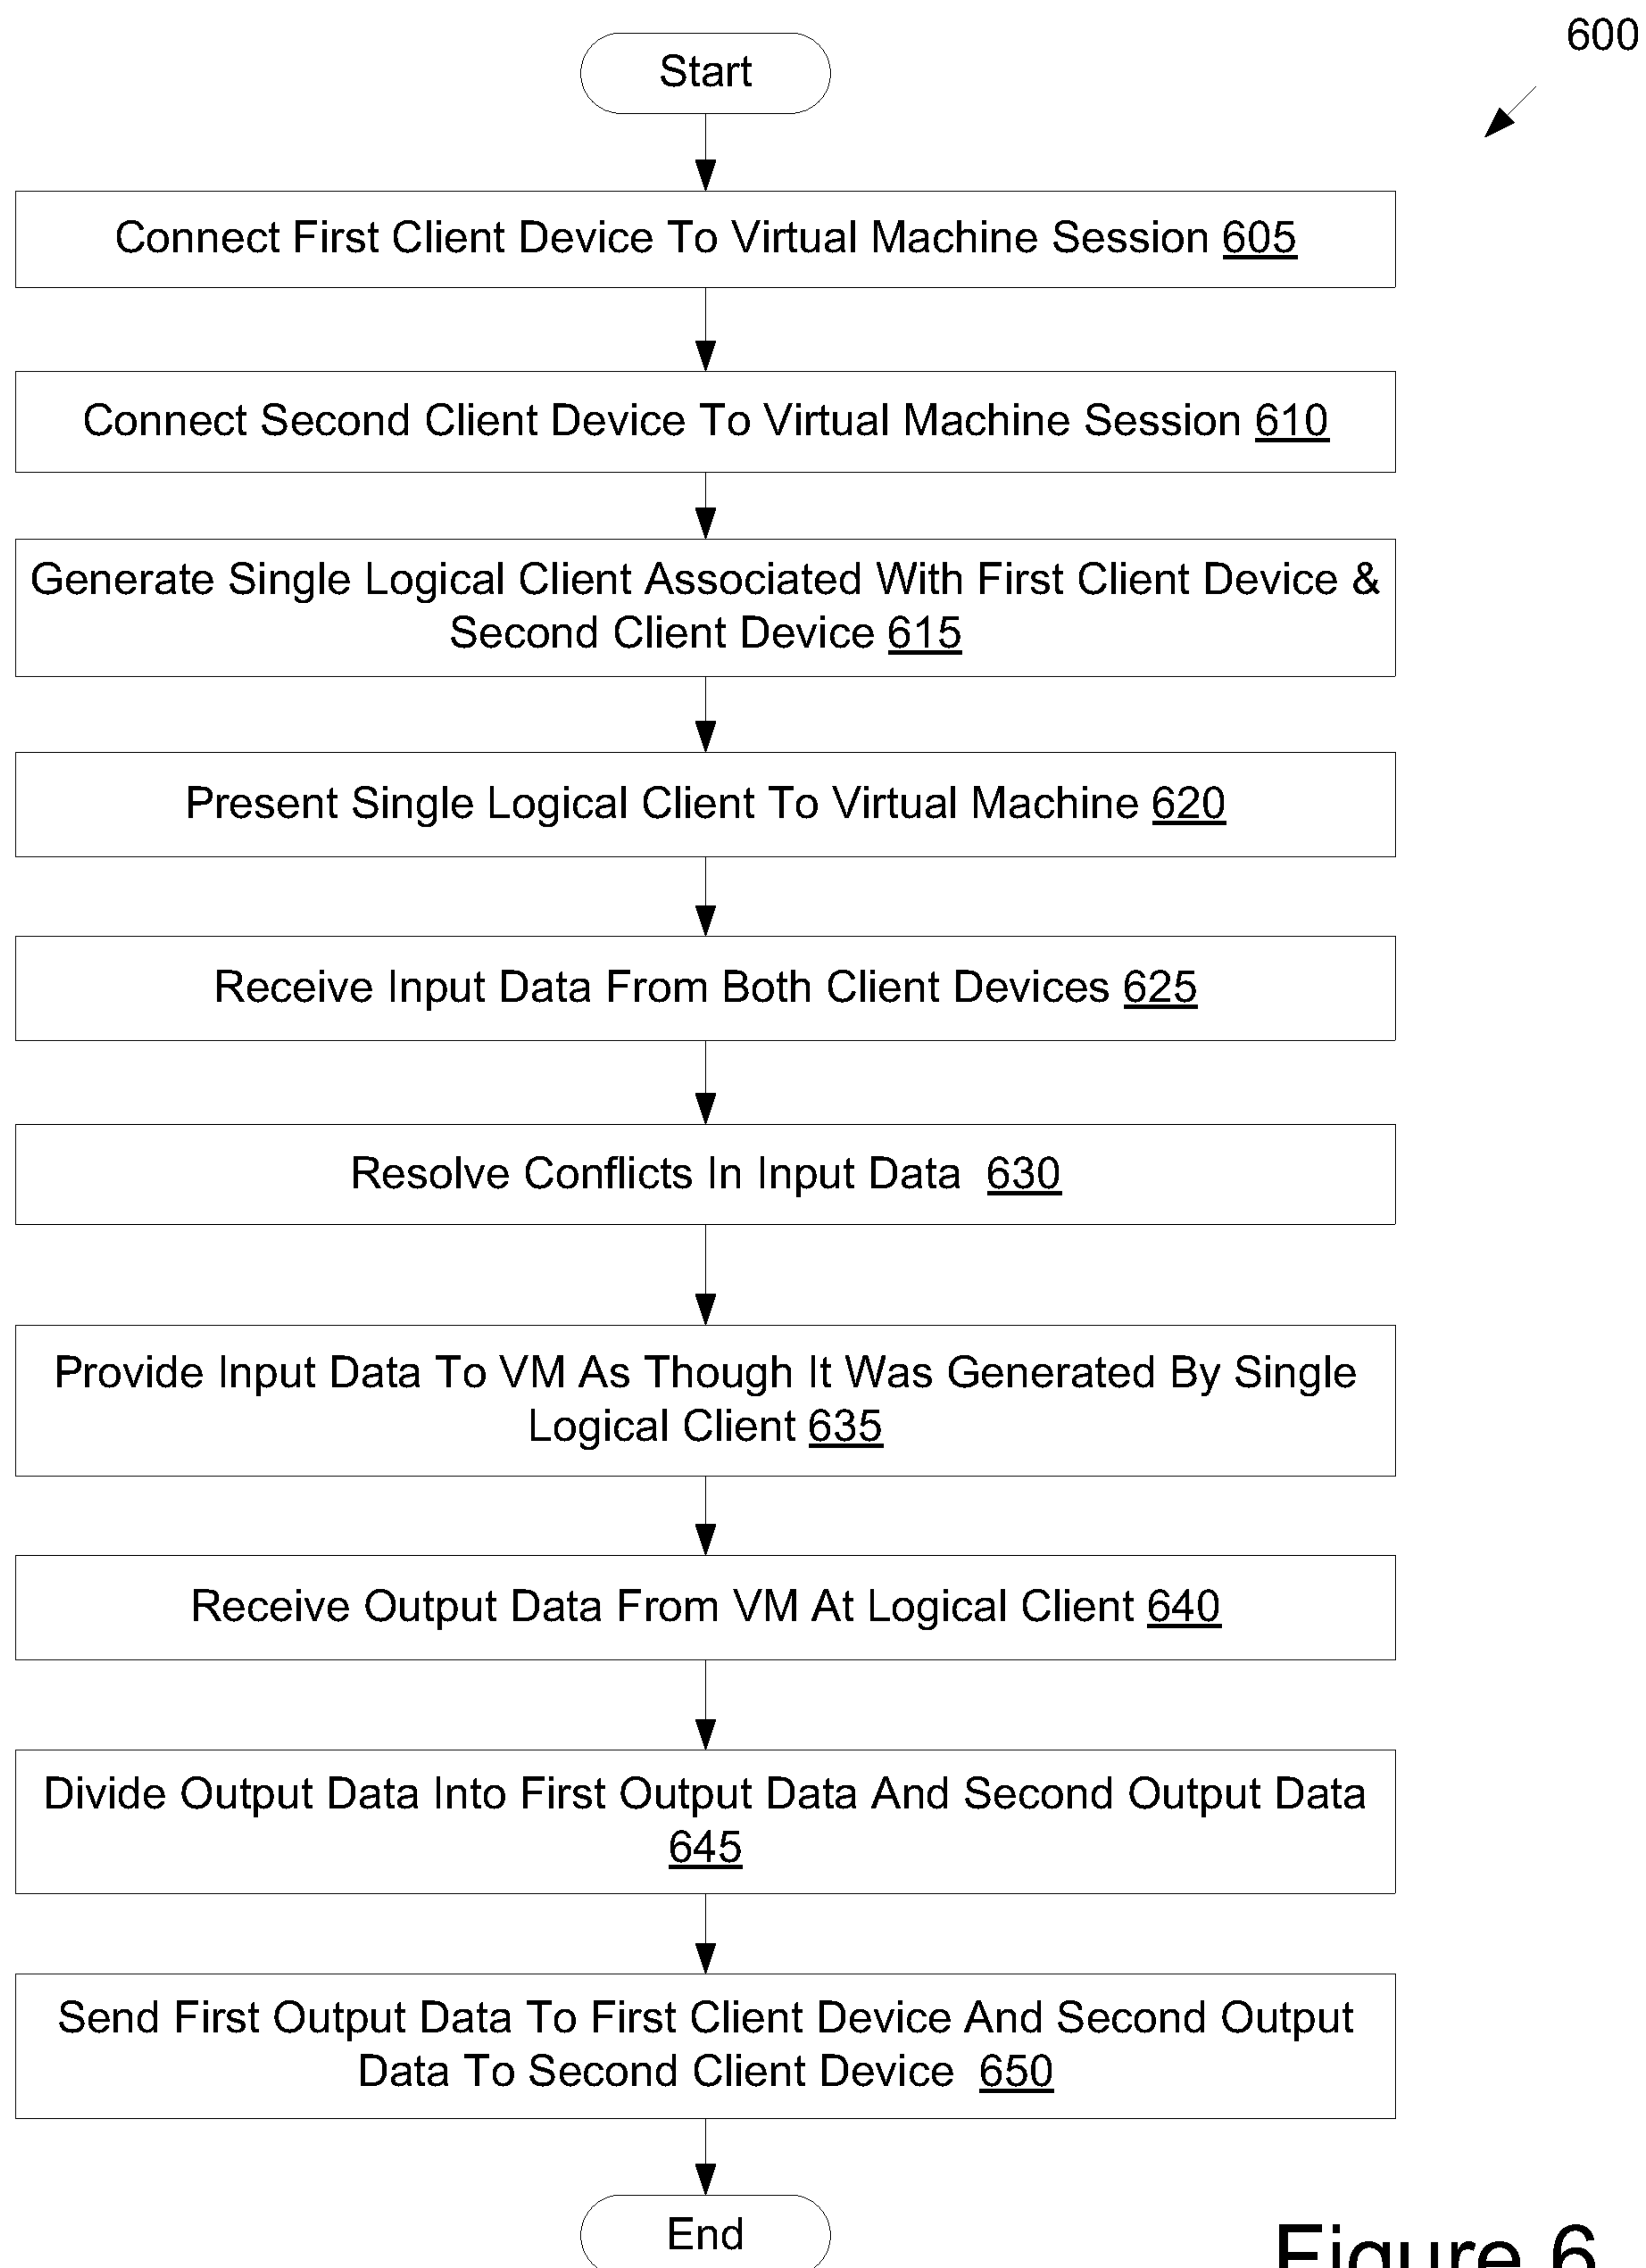 600
Start
Connect First Client Device To Virtual Machine Session 605
Connect Second Client Device To Virtual Machine Session 610
Generate Single Logical Client Associated With First Client Device &
Second Client Device 615
Present Single Logical Client To Virtual Machine 620
Receive Input Data From Both Client Devices 625
Resolve Conflicts In Input Data 630
Provide Input Data To VM As Though It Was Generated By Single
Logical Client 635
Receive Output Data From VM At Logical Client 640
Divide Output Data Into First Output Data And Second Output Data
645
Send First Output Data To First Client Device And Second Output
Data To Second Client Device 650
End
Figure 6